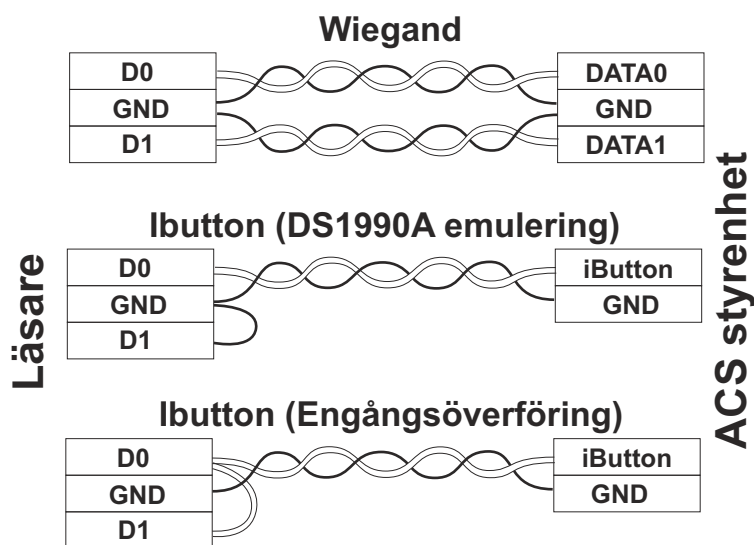 Wiegand
D0
GND
D1
DATA0
GND
DATA1
Läsare
ACS styrenhet
Ibutton (DS1990A emulering)
D0
GND
D1
iButton
GND
Ibutton (Engångsöverföring)
D0
GND
D1
iButton
GND